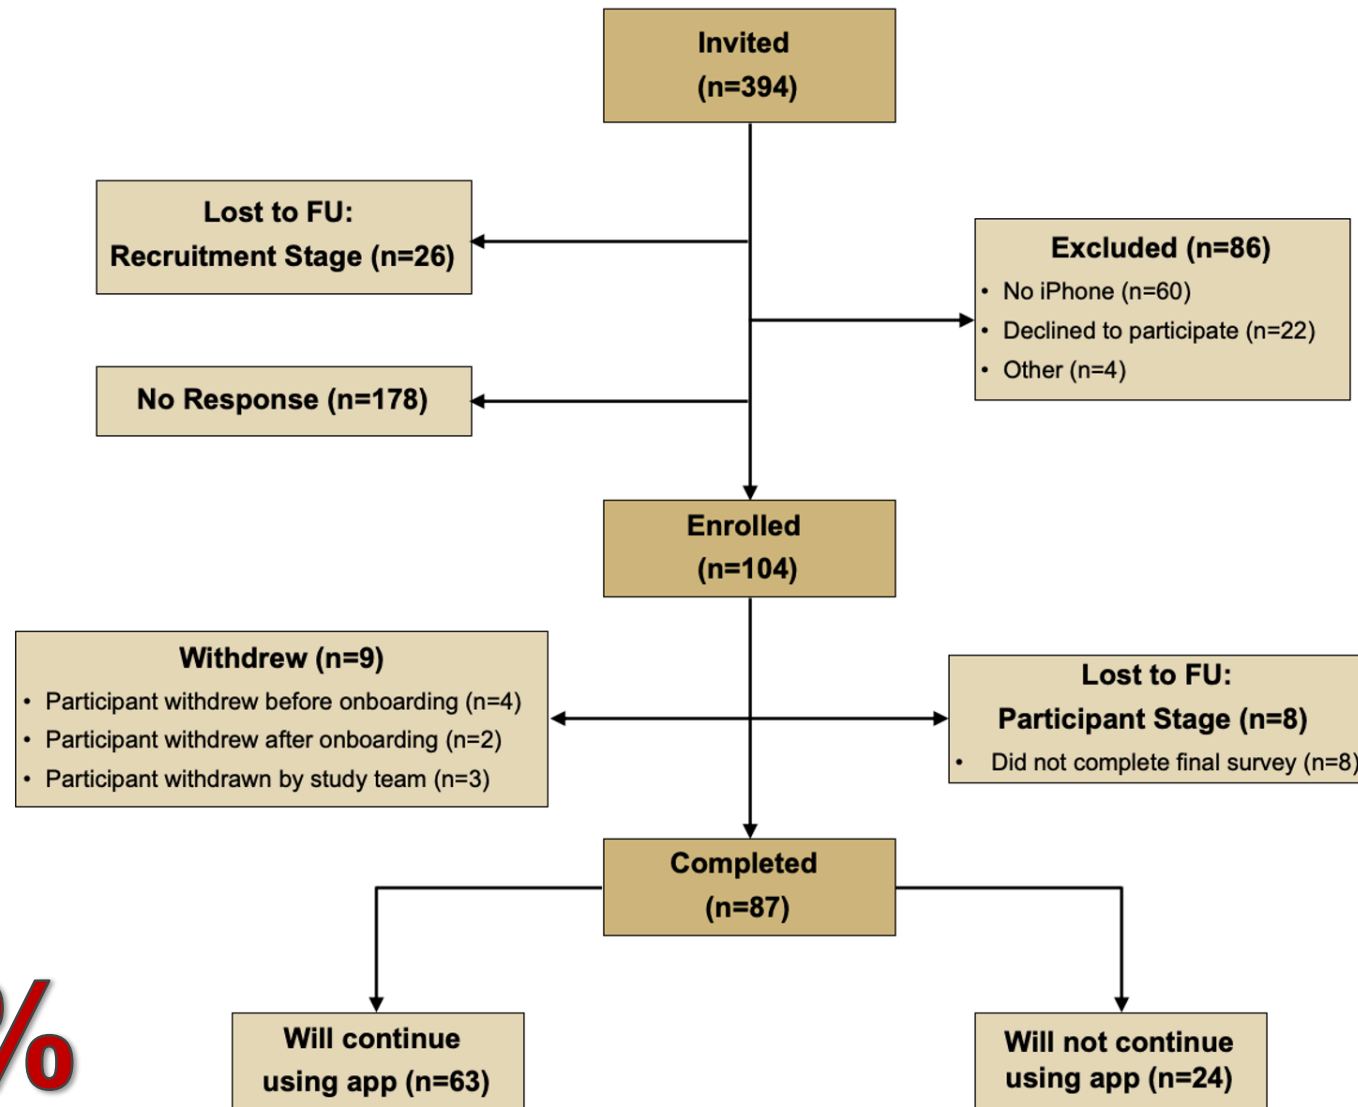 Invited
(n=394)
Lost to FU:
Recruitment Stage (n=26)
Excluded (n=86)
• No iPhone (n=60)
• Declined to participate (n=22)
• Other (n=4)
No Response (n=178)
Enrolled
(n=104)
Withdrew (n=9)
• Participant withdrew before onboarding (n=4)
• Participant withdrew after onboarding (n=2)
• Participant withdrawn by study team (n=3)
Lost to FU:
Participant Stage (n=8)
• Did not complete final survey (n=8)
Completed
(n=87)
%
Will continue
using app (n=63)
Will not continue
using app (n=24)